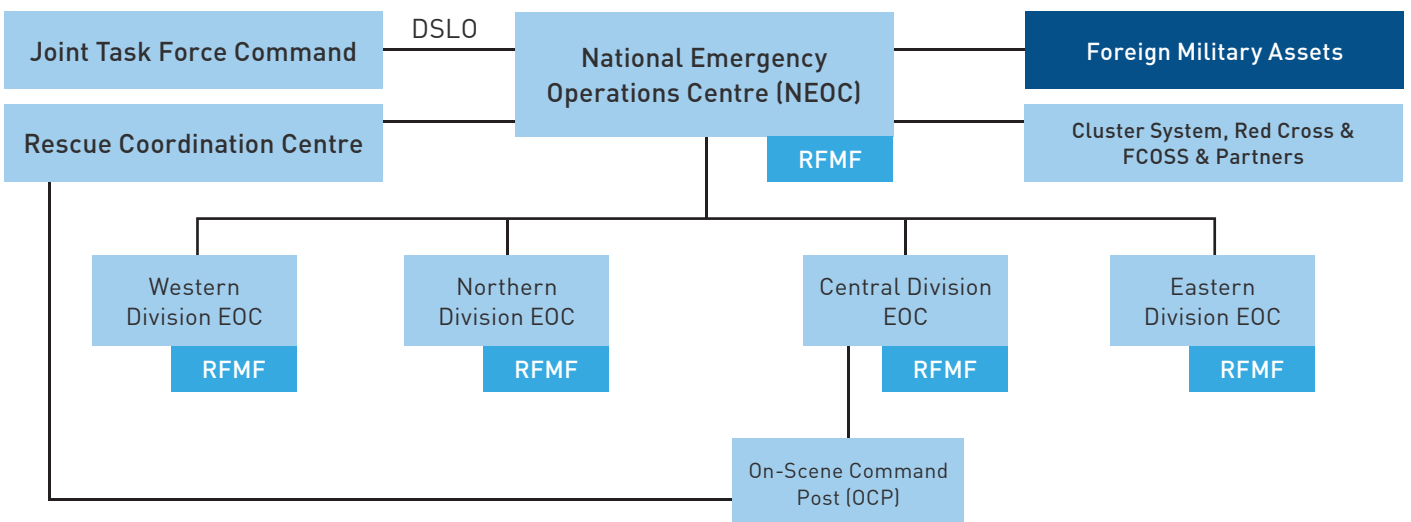 Joint Task Force Command
DSLO
National Emergency
Operations Centre (NEOC)
Foreign Military Assets
Rescue Coordination Centre
RFMF
Cluster System, Red Cross &
FCOSS & Partners
Western
Division EOC
RFMF
Northern
Division EOC
RFMF
Central Division
EOC
RFMF
Eastern
Division EOC
RFMF
On-Scene Command
Post (OCP)